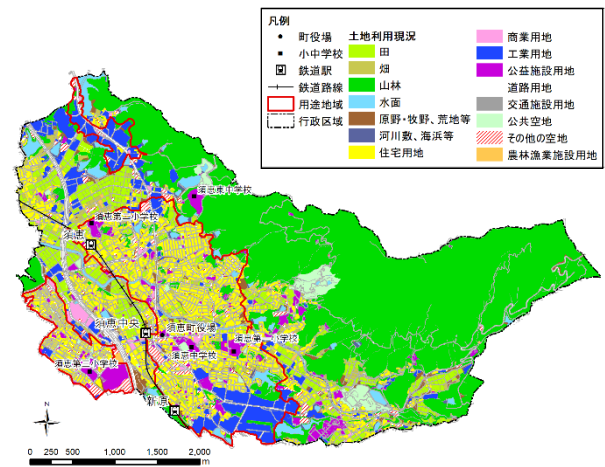 凡例
町役場
小中学校
鉄道駅
鉄道路線
用途地域
行政区域
土地利用現況
田
畑
山林
水面
原野・牧野、荒地等
河川敷、海浜等
住宅用地
商業用地
工業用地
公益施設用地
道路用地
交通施設用地
公共空地
その他の空地
農林漁業施設用地
須恵東中学校
須恵第二小学校
須恵
須恵中央
須恵町役場
須恵第一小学校
須恵中学校
新原
N
0 250 500 1,000 1,500 2,000
m